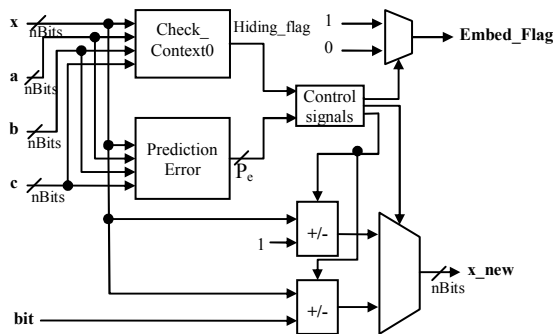 x
nBits
a
nBits
b
nBits
c
nBits
Check_
Context0
Hiding_flag
1
0
Embed_Flag
Control
signals
Prediction
Error
Pe
+/-
1
+/-
bit
x_new
nBits